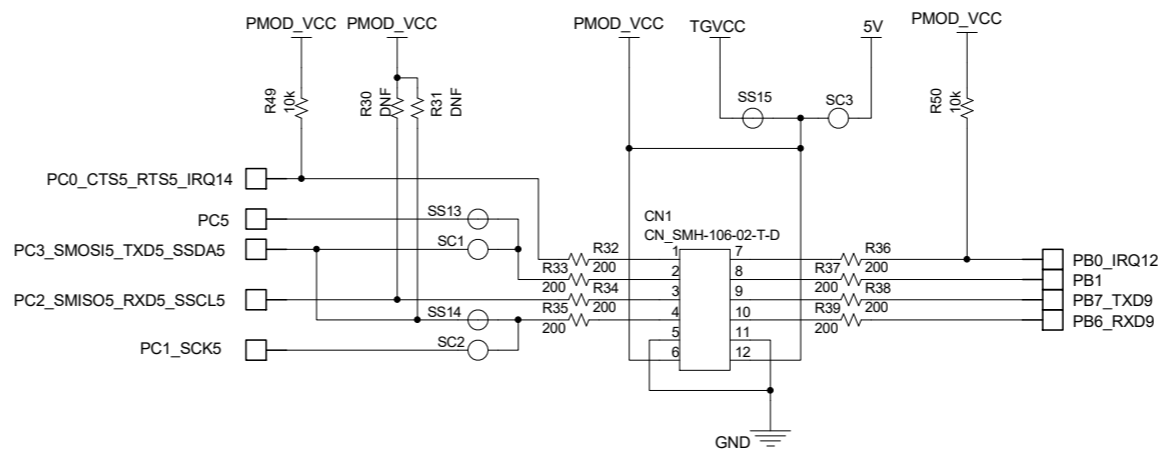 PMOD_VCC
PMOD_VCC
PMOD_VCC
TGVCC
5V
PMOD_VCC
R49
10k
R30
DNF
R31
DNF
SS15
SC3
R50
10k
PC0_CTS5_RTS5_IRQ14
PC5
SS13
PC3_SMOSI5_TXD5_SSDA5
SC1
PC2_SMISO5_RXD5_SSCL5
SS14
PC1_SCK5
SC2
CN1
CN_SMH-106-02-T-D
R32
200
R33
200
R34
R35
200
200
1
2
3
4
5
6
7
8
9
10
11
12
R36
200
R37
200
R38
200
R39
200
PB0_IRQ12
PB1
PB7_TXD9
PB6_RXD9
GND